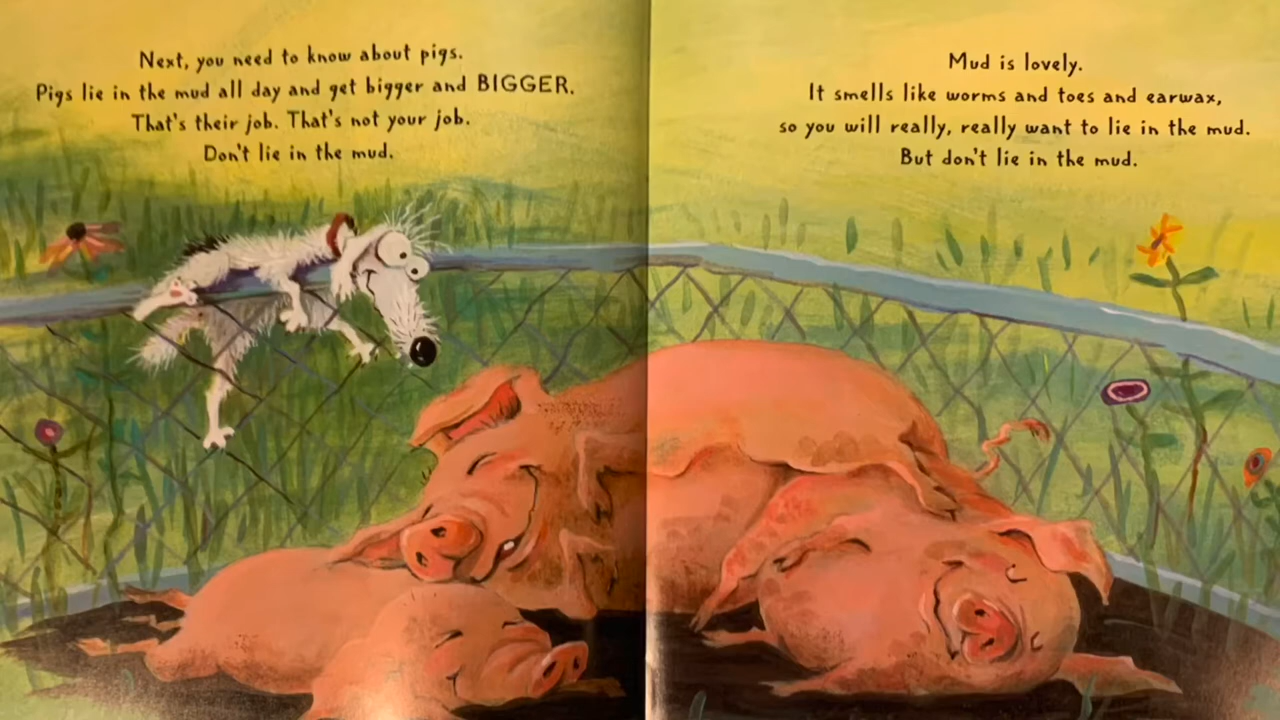 Next, you need to know about pigs.
Pigs lie in the mud all day and get bigger and BIGGER.
That's their job. That's not your job.
Don't lie in the mud.
Mud is lovely.
It smells like worms and toes and earwax,
so you will really, really want to lie in the mud.
But don't lie in the mud.